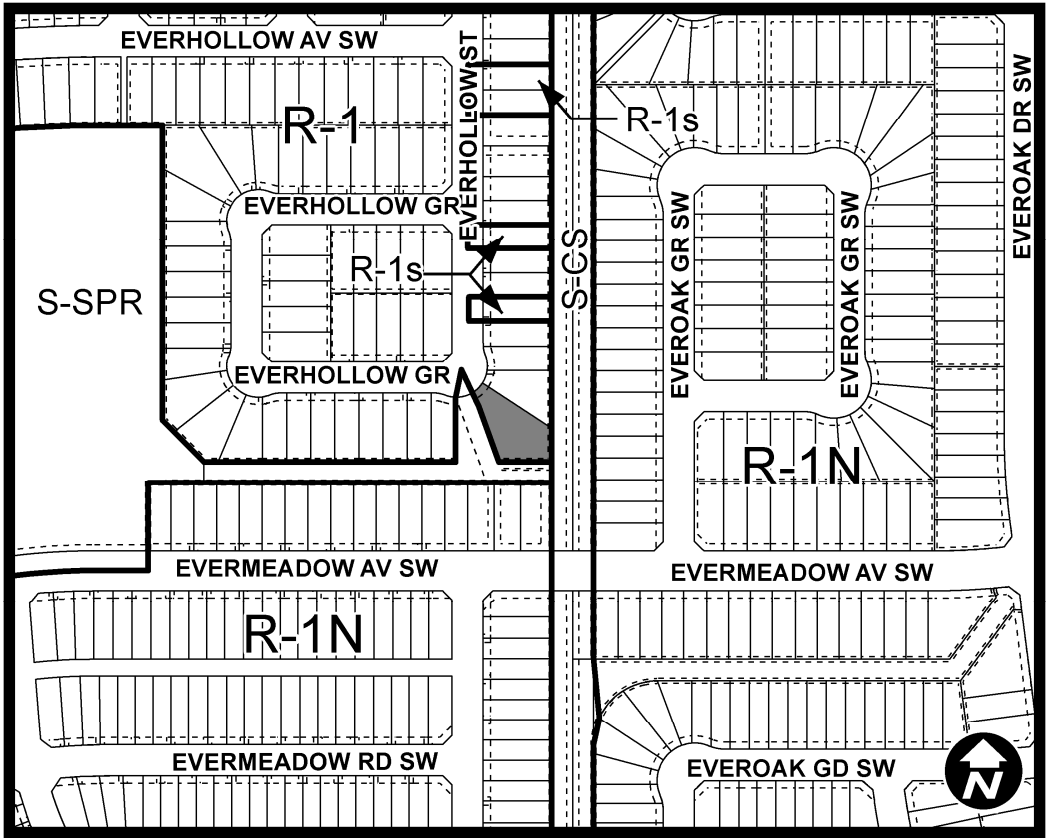 EVERHOLLOW AV SW
EVERHOLLOW ST
EVEROAK DR SW
R-1
R-1s
EVERHOLLOW GR
EVEROAK GR SW
EVEROAK GR SW
S-CS
R-1s
S-SPR
EVERHOLLOW GR
R-1N
EVERMEADOW AV SW
EVERMEADOW AV SW
R-1N
EVERMEADOW RD SW
EVEROAK GD SW
N